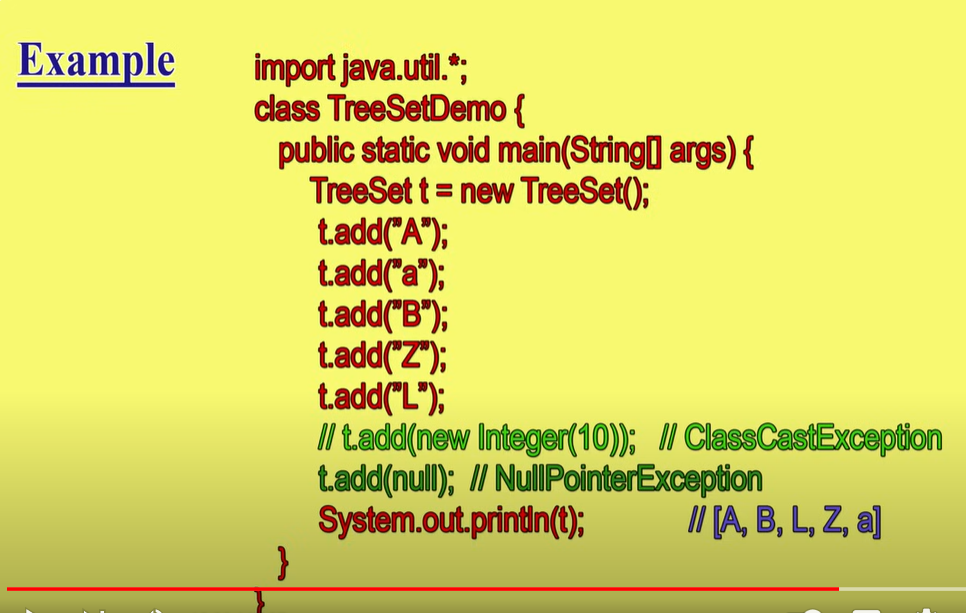 Example
import java.util.*;
class TreeSetDemo {
public static void main(String[] args) {
TreeSet t = new TreeSet();
t.add(”A”);
t.add(”a”);
t.add(”B”);
t.add(”Z”);
t.add(”L”);
// t.add(new Integer(10)); // ClassCastException
t.add(null); // NullPointerException
System.out.println(t); // [A, B, L, Z, a]
}
}